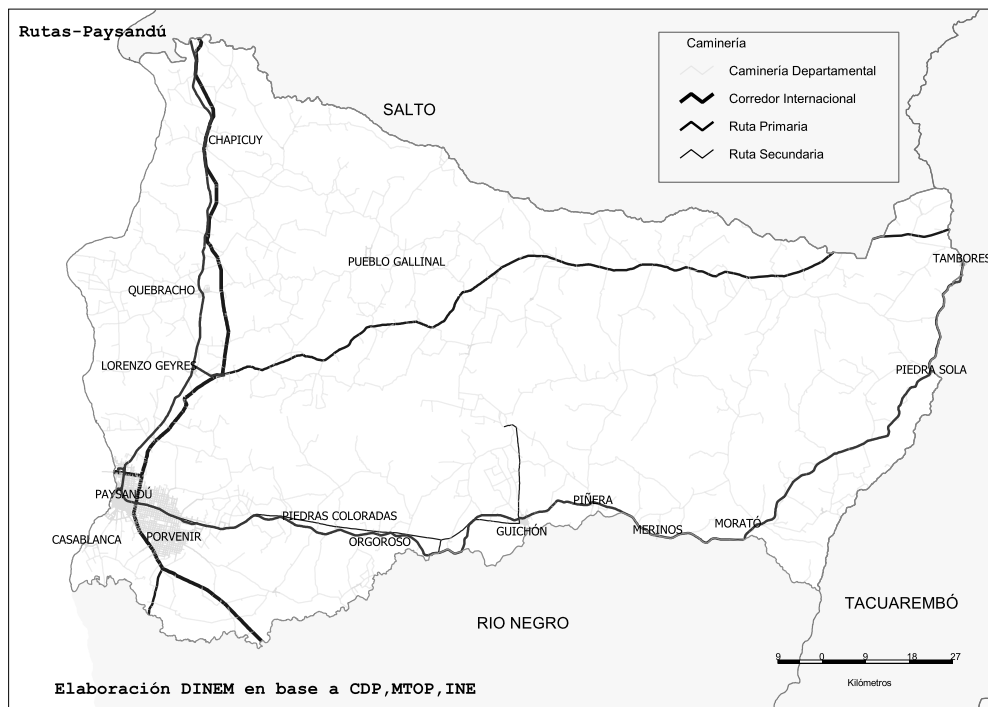 Rutas-Paysandú
Caminería
Caminería Departamental
Corredor Internacional
Ruta Primaria
Ruta Secundaria
SALTO
CHAPICUY
PUEBLO GALLINAL
TAMBORES
QUEBRACHO
LORENZO GEYRES
PIEDRA SOLA
PAYSANDÚ
PIÑERA
PIEDRAS COLORADAS
MORATÓ
GUICHÓN
MERINOS
CASABLANCA
PORVENIR
ORGOROSO
TACUAREMBÓ
RIO NEGRO
9 0 9 18 27
Kilómetros
Elaboración DINEM en base a CDP,MTOP,INE